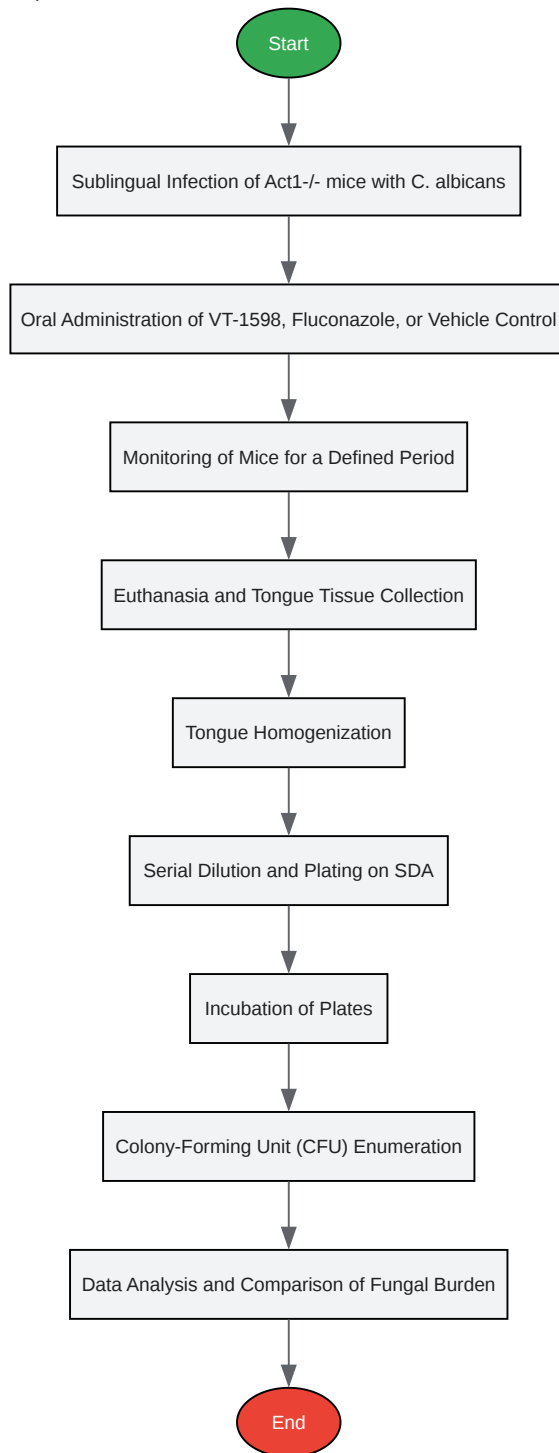 Start
Sublingual Infection of Act1-/- mice with C. albicans
Oral Administration of VT-1598, Fluconazole, or Vehicle Control
Monitoring of Mice for a Defined Period
Euthanasia and Tongue Tissue Collection
Tongue Homogenization
Serial Dilution and Plating on SDA
Incubation of Plates
Colony-Forming Unit (CFU) Enumeration
Data Analysis and Comparison of Fungal Burden
End